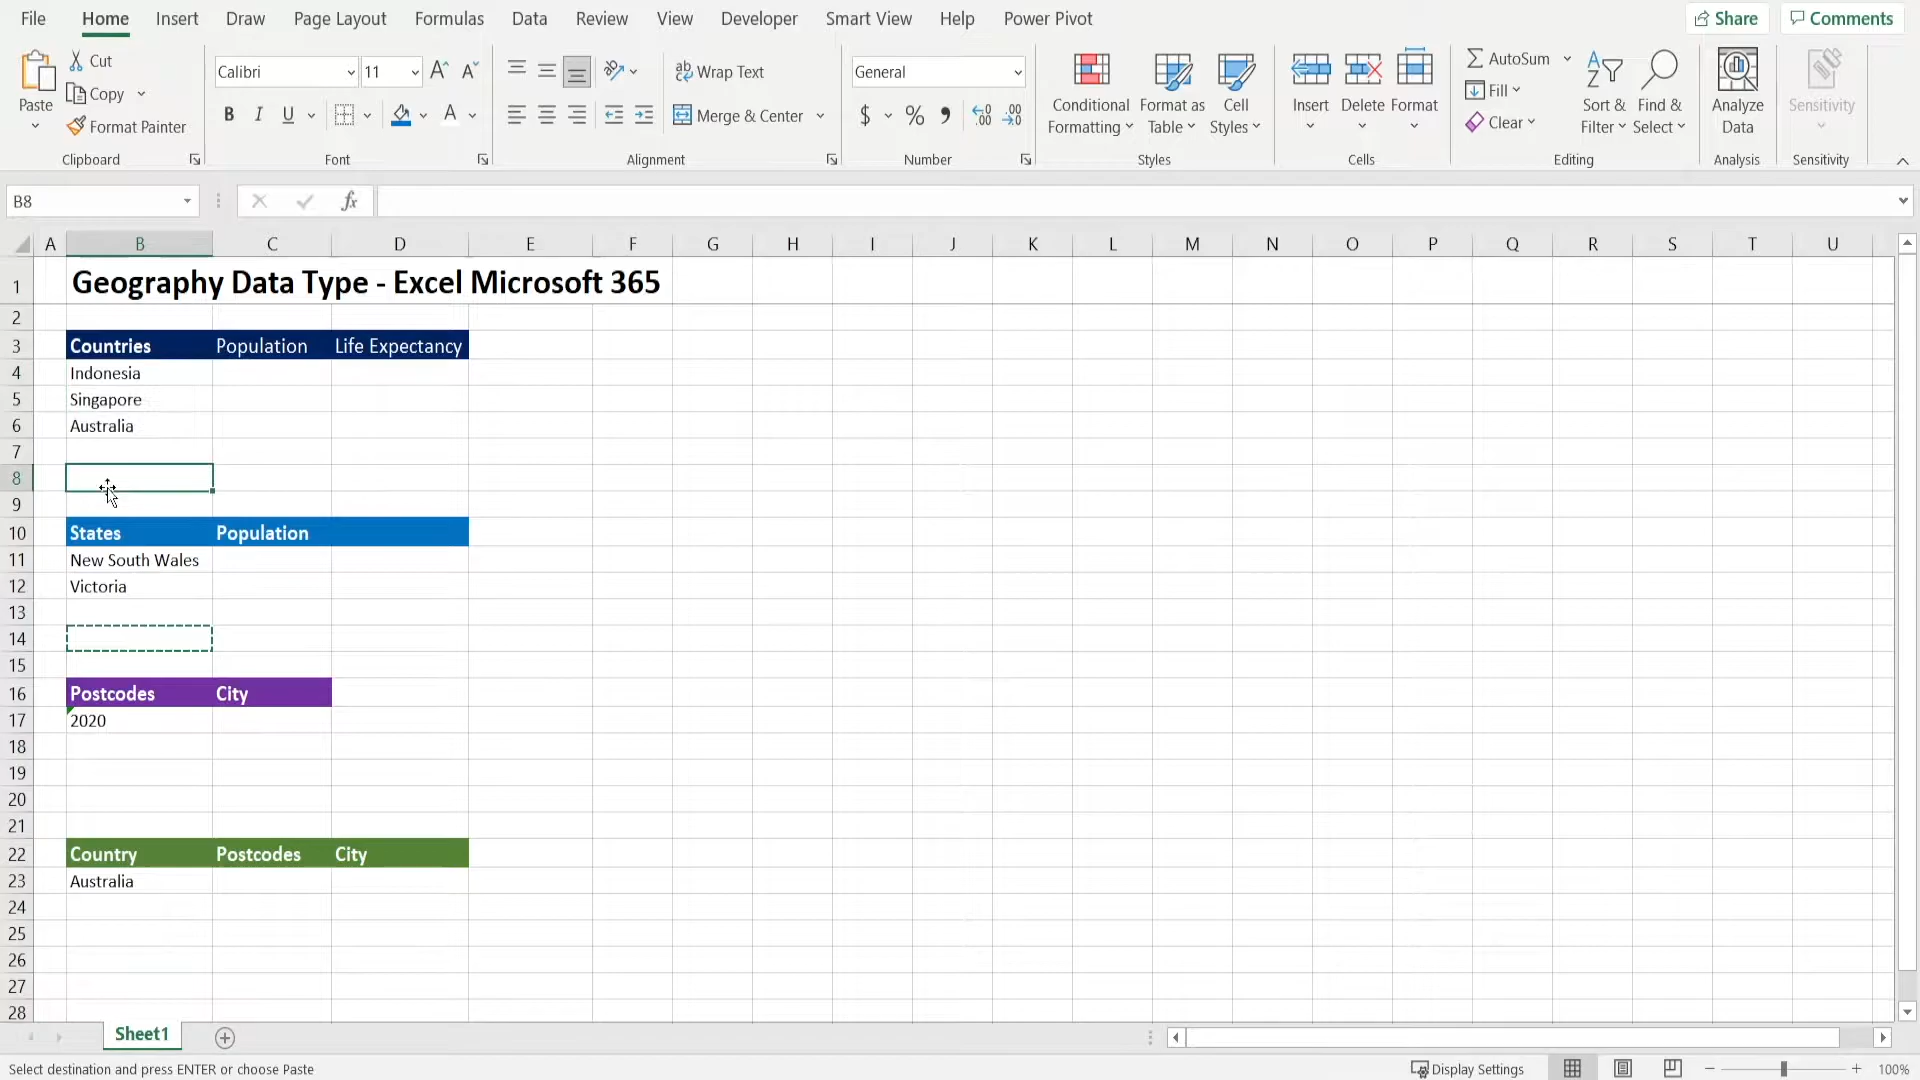 File Home Insert Draw Page Layout Formulas Data Review View Developer Smart View Help Power Pivot Share Comments
Paste Cut Copy Format Painter
Clipboard
Calibri 11 A A
B I U A
Font
Wrap Text
Merge & Center
Alignment
General
$ % , .00 .00
Number
Conditional Formatting Format as Table Cell Styles
Styles
Insert Delete Format
Cells
AutoSum Fill Clear Sort & Filter Find & Select
Editing
Analyze Data
Analysis
Sensitivity
Sensitivity
B8 fx
A B C D E F G H I J K L M N O P Q R S T U
1 Geography Data Type - Excel Microsoft 365
2
3 Countries Population Life Expectancy
4 Indonesia
5 Singapore
6 Australia
7
8
9
10 States Population
11 New South Wales
12 Victoria
13
14
15
16 Postcodes City
17 2020
18
19
20
21
22 Country Postcodes City
23 Australia
24
25
26
27
28
Sheet1
Select destination and press ENTER or choose Paste Display Settings 100%